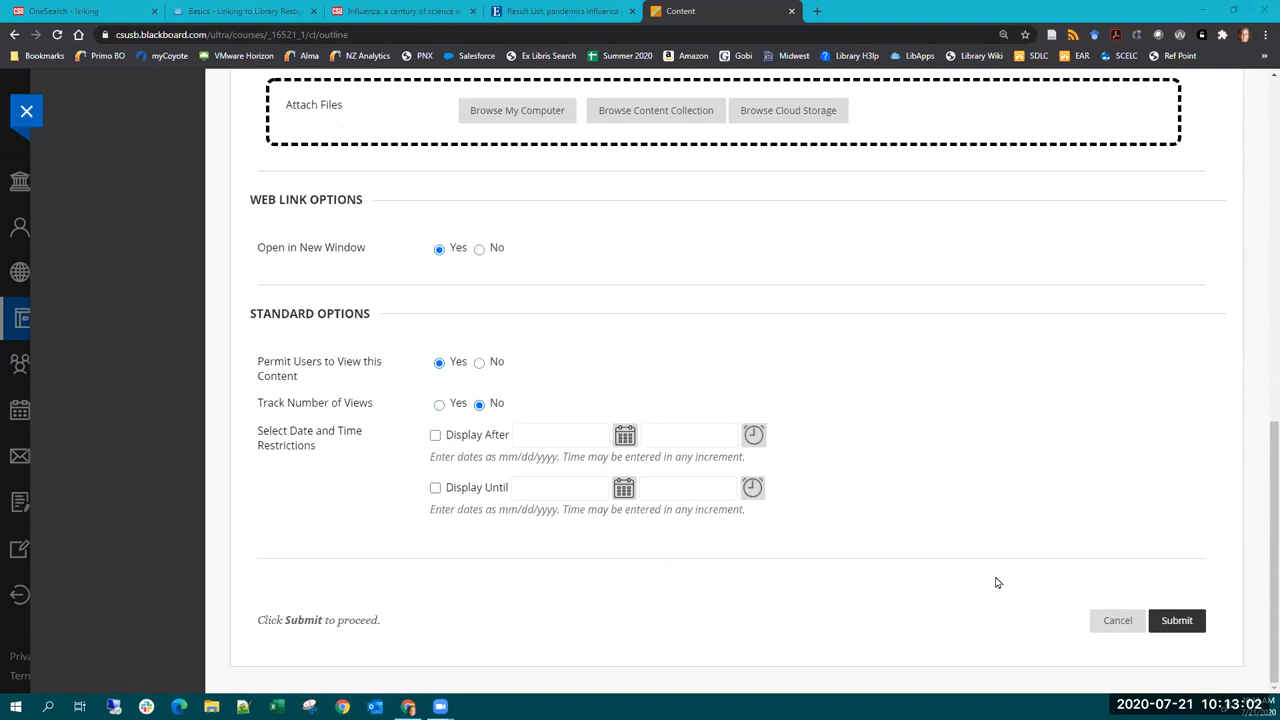 OneSearch - linking
Basics - Linking to Library Resou
Influenza: a century of science a
Result List: pandemics influenza
Content
csusb.blackboard.com/ultra/courses/_16521_1/cl/outline
Bookmarks Primo BO myCoyote VMware Horizon Alma NZ Analytics PNX Salesforce Ex Libris Search Summer 2020 Amazon Gobi Midwest Library H3lp LibApps Library Wiki SDLC EAR SCELC Ref Point
Attach Files
Browse My Computer
Browse Content Collection
Browse Cloud Storage
WEB LINK OPTIONS
Open in New Window
Yes No
STANDARD OPTIONS
Permit Users to View this
Content
Yes No
Track Number of Views
Yes No
Select Date and Time
Restrictions
Display After
Enter dates as mm/dd/yyyy. Time may be entered in any increment.
Display Until
Enter dates as mm/dd/yyyy. Time may be entered in any increment.
Click Submit to proceed.
Cancel
Submit
Priva
Term
2020-07-21 10:13:02